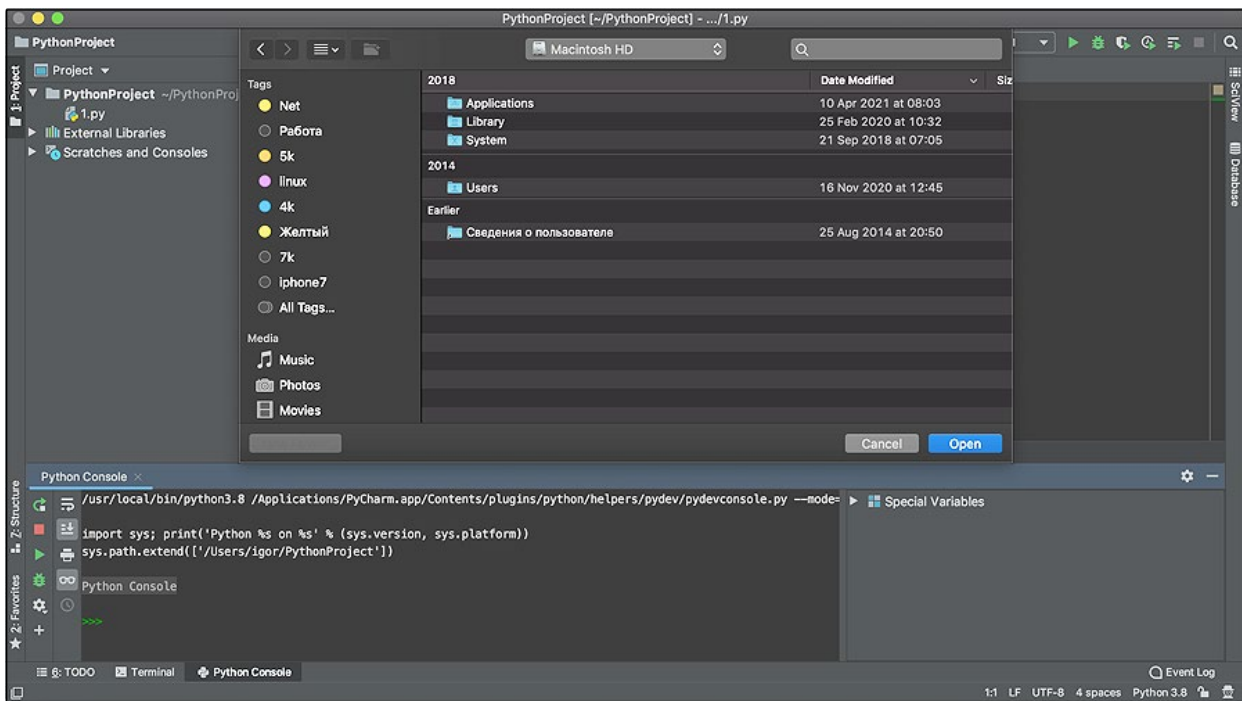 PythonProject [~/PythonProject] - .../1.py
PythonProject
Macintosh HD
1: Project
Project
PythonProject ~/PythonProj
1.py
External Libraries
Scratches and Consoles
Tags
Net
Работа
5k
linux
4k
Желтый
7k
iphone7
All Tags...
Media
Music
Photos
Movies
2018 Date Modified Siz
Applications 10 Apr 2021 at 08:03
Library 25 Feb 2020 at 10:32
System 21 Sep 2018 at 07:05
2014
Users 16 Nov 2020 at 12:45
Earlier
Сведения о пользователе 25 Aug 2014 at 20:50
Cancel Open
SciView
Database
Python Console
/usr/local/bin/python3.8 /Applications/PyCharm.app/Contents/plugins/python/helpers/pydev/pydevconsole.py --mode=
import sys; print('Python %s on %s' % (sys.version, sys.platform))
sys.path.extend(['/Users/igor/PythonProject'])
Python Console
>>>
Special Variables
Z: Structure
2: Favorites
6: TODO Terminal Python Console Event Log
1:1 LF UTF-8 4 spaces Python 3.8